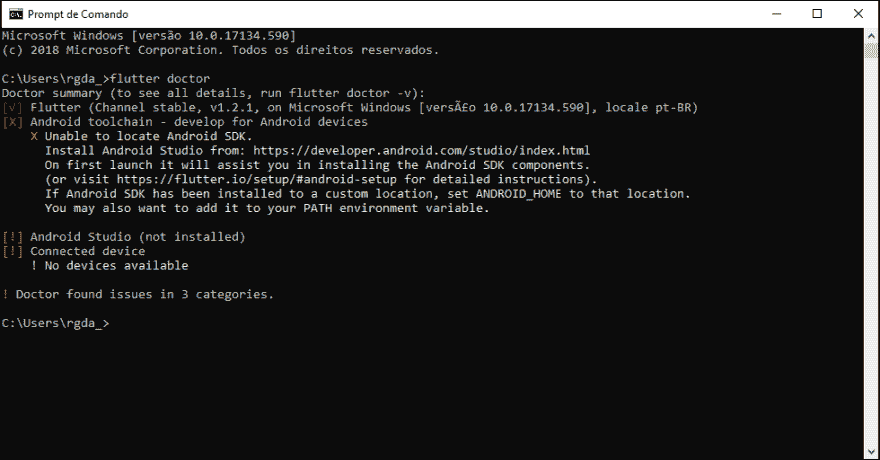 Prompt de Comando
Microsoft Windows [versão 10.0.17134.590]
(c) 2018 Microsoft Corporation. Todos os direitos reservados.
C:\Users\rgda_>flutter doctor
Doctor summary (to see all details, run flutter doctor -v):
[√] Flutter (Channel stable, v1.2.1, on Microsoft Windows [versÃ£o 10.0.17134.590], locale pt-BR)
[X] Android toolchain - develop for Android devices
X Unable to locate Android SDK.
Install Android Studio from: https://developer.android.com/studio/index.html
On first launch it will assist you in installing the Android SDK components.
(or visit https://flutter.io/setup/#android-setup for detailed instructions).
If Android SDK has been installed to a custom location, set ANDROID_HOME to that location.
You may also want to add it to your PATH environment variable.
[!] Android Studio (not installed)
[!] Connected device
! No devices available
! Doctor found issues in 3 categories.
C:\Users\rgda_>